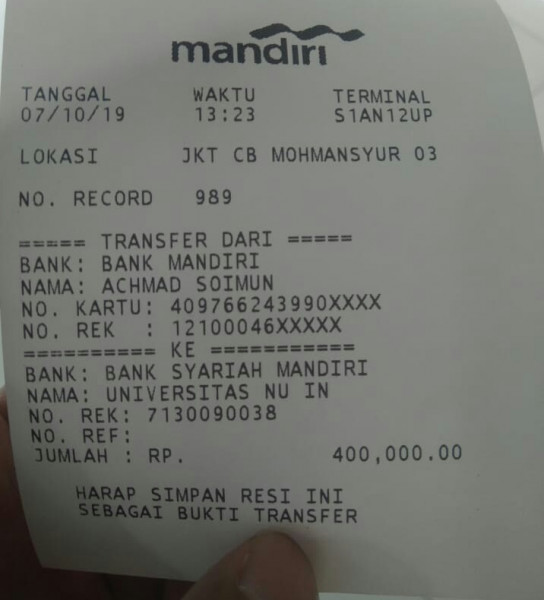 mandiri
TANGGAL WAKTU TERMINAL
07/10/19 13:23 S1AN12UP
LOKASI JKT CB MOHMANSYUR 03
NO. RECORD 989
===== TRANSFER DARI =====
BANK: BANK MANDIRI
NAMA: ACHMAD SOIMUN
NO. KARTU: 409766243990XXXX
NO. REK : 12100046XXXXX
========== KE ===========
BANK: BANK SYARIAH MANDIRI
NAMA: UNIVERSITAS NU IN
NO. REK: 7130090038
NO. REF:
JUMLAH : RP. 400,000.00
HARAP SIMPAN RESI INI
SEBAGAI BUKTI TRANSFER